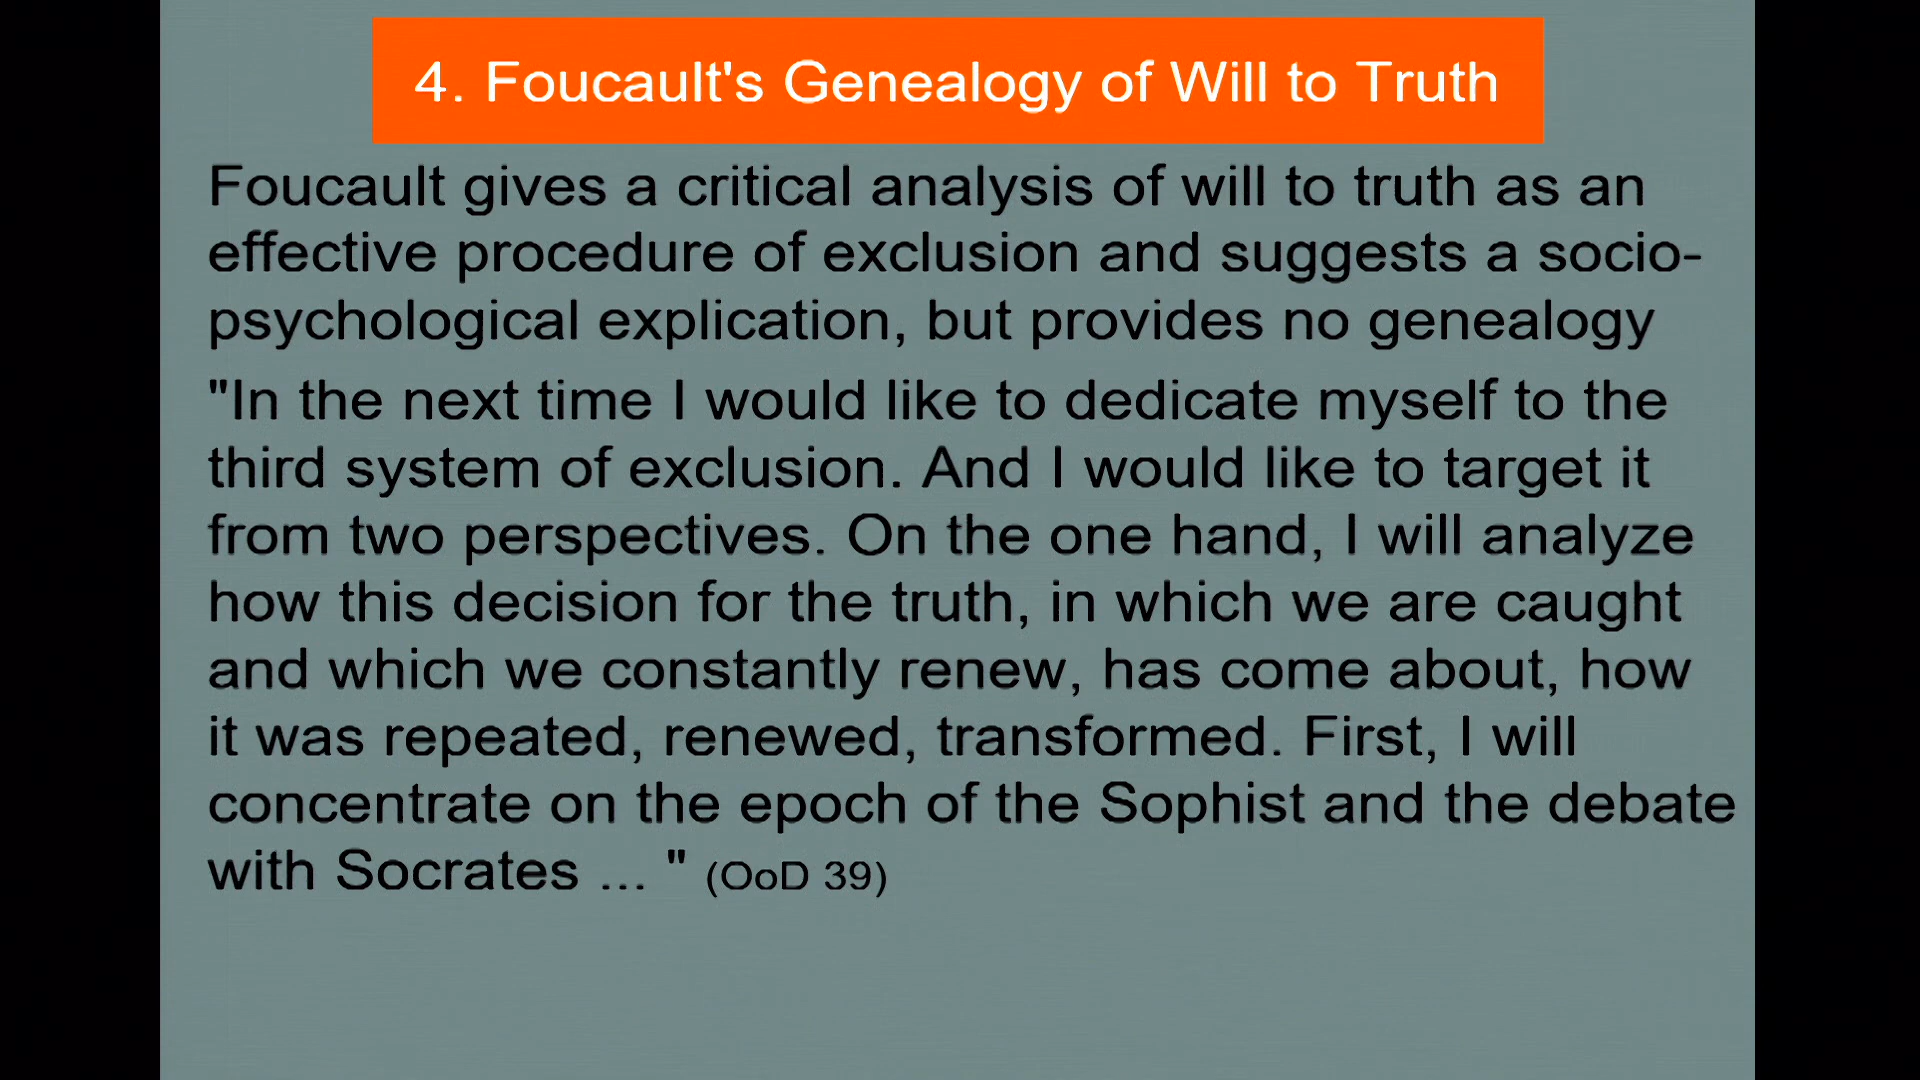 4. Foucault's Genealogy of Will to Truth
Foucault gives a critical analysis of will to truth as an
effective procedure of exclusion and suggests a socio-
psychological explication, but provides no genealogy
"In the next time I would like to dedicate myself to the
third system of exclusion. And I would like to target it
from two perspectives. On the one hand, I will analyze
how this decision for the truth, in which we are caught
and which we constantly renew, has come about, how
it was repeated, renewed, transformed. First, I will
concentrate on the epoch of the Sophist and the debate
with Socrates ... " (OoD 39)